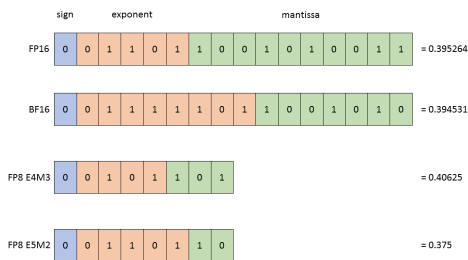 sign exponent mantissa
FP16 0 0 1 1 0 1 1 0 0 1 0 1 0 0 1 1 = 0.395264
BF16 0 0 1 1 1 1 1 0 1 1 0 0 1 0 1 0 = 0.394531
FP8 E4M3 0 0 1 0 1 1 0 1 = 0.40625
FP8 E5M2 0 0 1 1 0 1 1 0 = 0.375